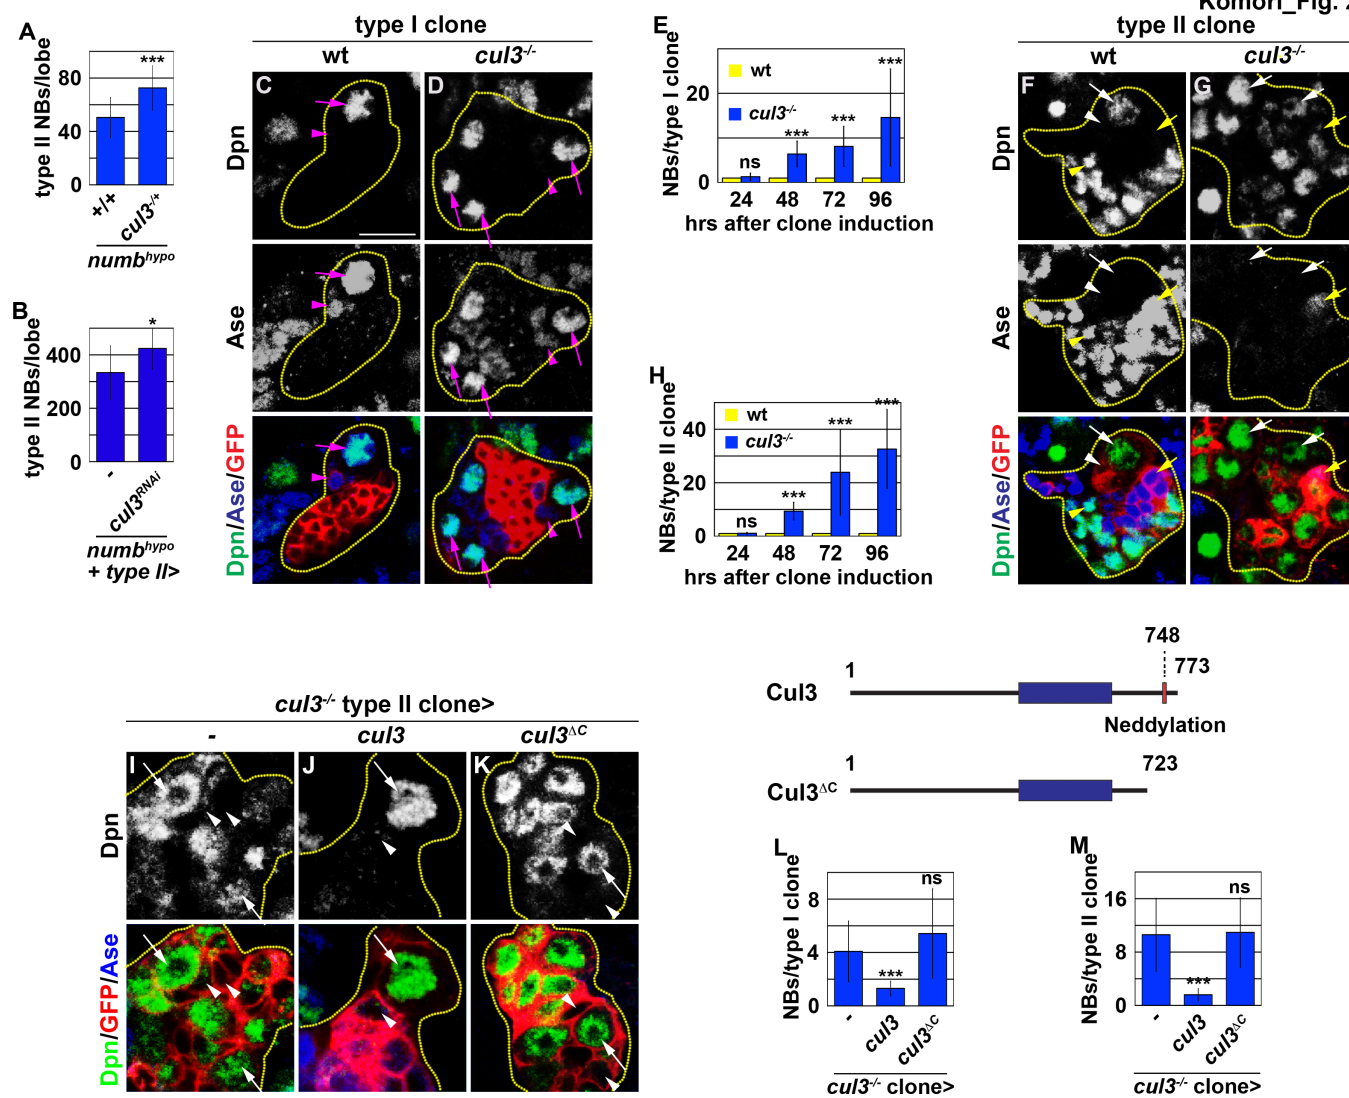 Komori_Fig. 2
A
type II NBs/lobe
80
40
0
***
+/+
cul3-/+
numbhypo
B
type II NBs/lobe
400
200
0
*
-
cul3RNAi
numbhypo
+ type II>
type I clone
wt
cul3-/-
C
D
Dpn
Ase
Dpn/Ase/GFP
E
NBs/type I clone
20
0
wt
cul3-/-
ns
***
***
***
24 48 72 96
hrs after clone induction
H
NBs/type II clone
40
20
0
wt
cul3-/-
ns
***
***
***
24 48 72 96
hrs after clone induction
type II clone
wt
cul3-/-
F
G
Dpn
Ase
Dpn/Ase/GFP
cul3-/- type II clone>
-
cul3
cul3ΔC
I
J
K
Dpn
Dpn/GFP/Ase
748
1
773
Cul3
Neddylation
1
723
Cul3ΔC
L
NBs/type I clone
8
4
0
***
ns
-
cul3
cul3ΔC
cul3-/- clone>
M
NBs/type II clone
16
12
8
4
0
***
ns
-
cul3
cul3ΔC
cul3-/- clone>